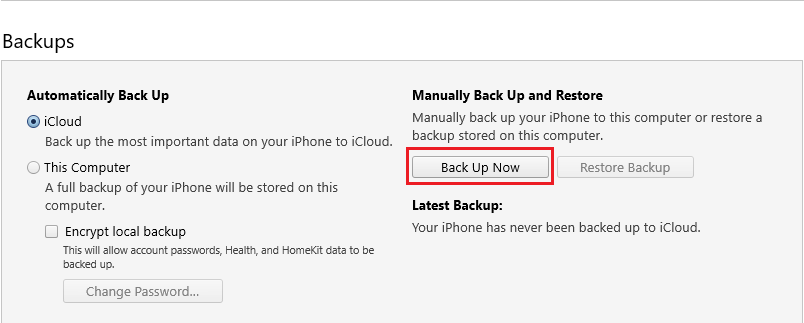 Backups
Automatically Back Up
iCloud
Back up the most important data on your iPhone to iCloud.
This Computer
A full backup of your iPhone will be stored on this
computer.
Encrypt local backup
This will allow account passwords, Health, and HomeKit data to be
backed up.
Change Password...
Manually Back Up and Restore
Manually back up your iPhone to this computer or restore a
backup stored on this computer.
Back Up Now
Restore Backup
Latest Backup:
Your iPhone has never been backed up to iCloud.